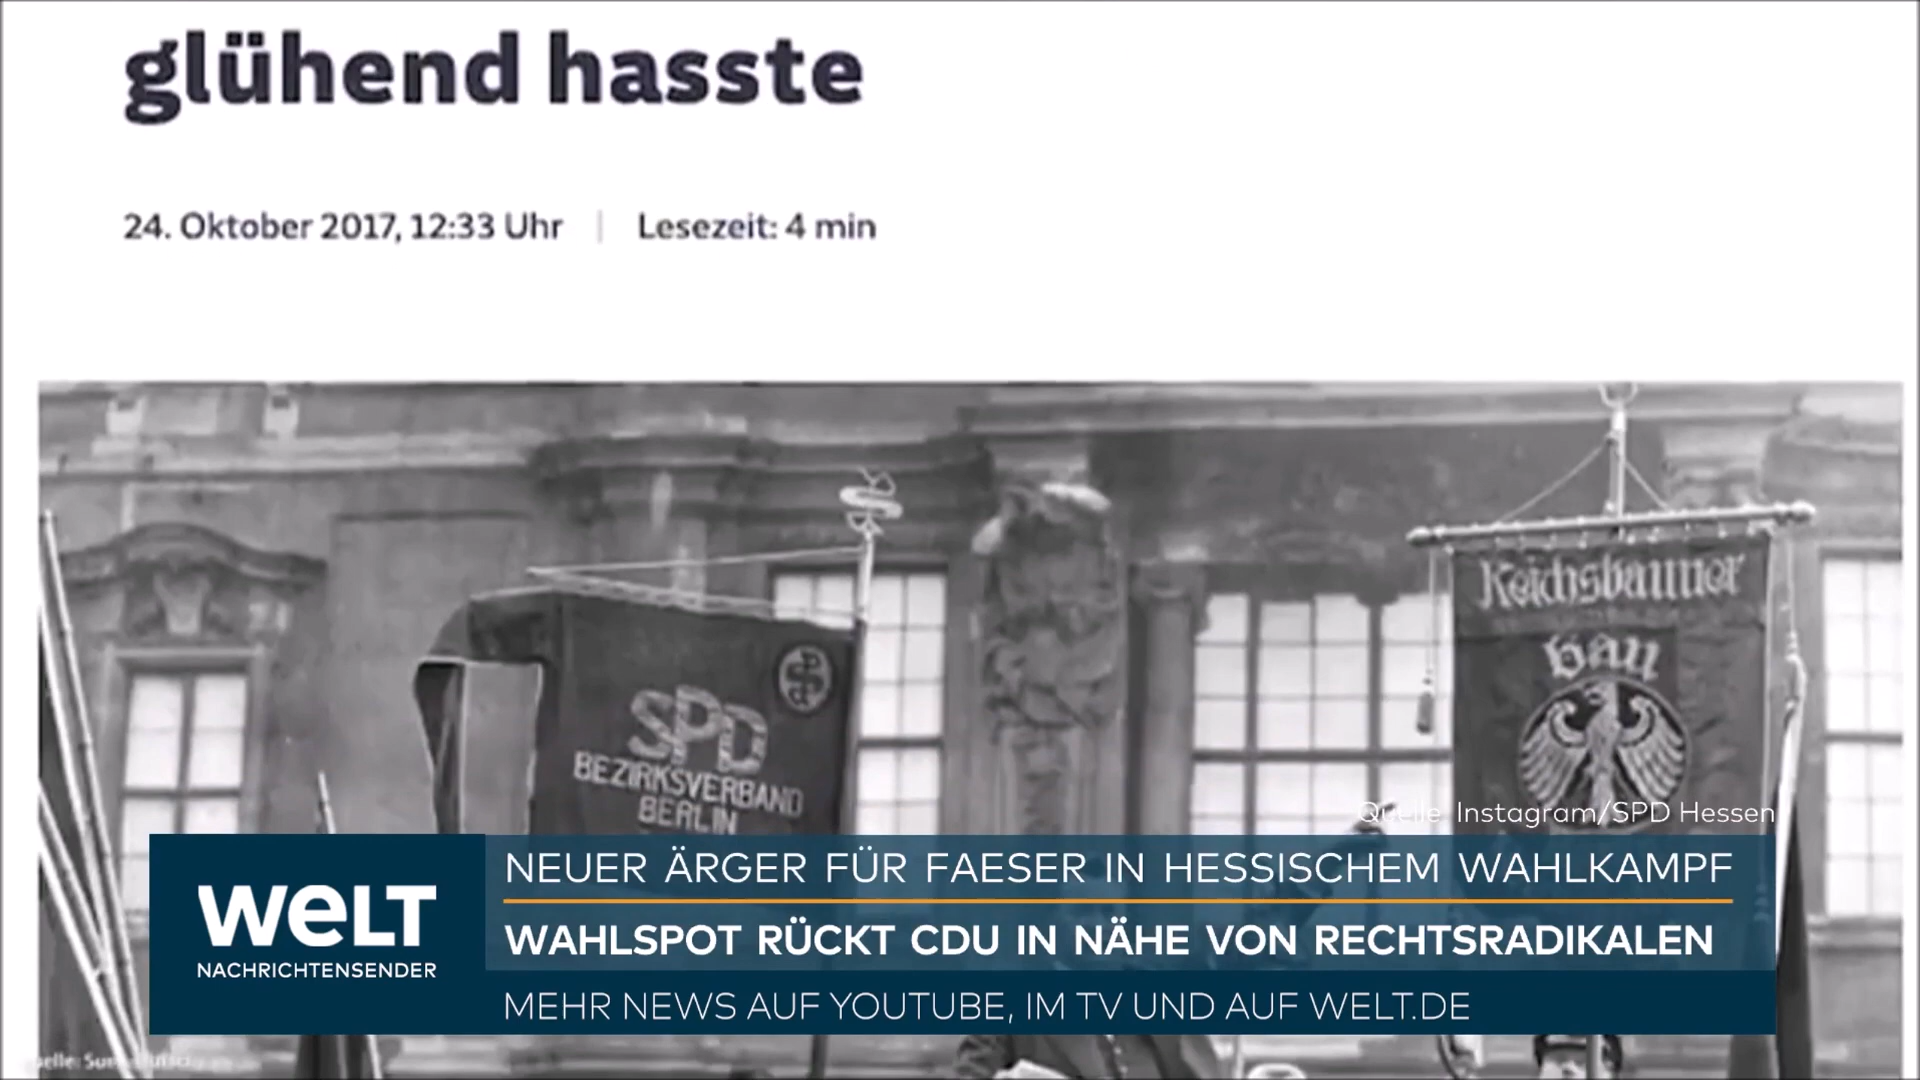 glühend hasste
24. Oktober 2017, 12:33 Uhr | Lesezeit: 4 min
Reichsbanner
Gau
SPD
BEZIRKSVERBAND
BERLIN
Quelle: Instagram/SPD Hessen
WELT
NACHRICHTENSENDER
NEUER ÄRGER FÜR FAESER IN HESSISCHEM WAHLKAMPF
WAHLSPOT RÜCKT CDU IN NÄHE VON RECHTSRADIKALEN
MEHR NEWS AUF YOUTUBE, IM TV UND AUF WELT.DE